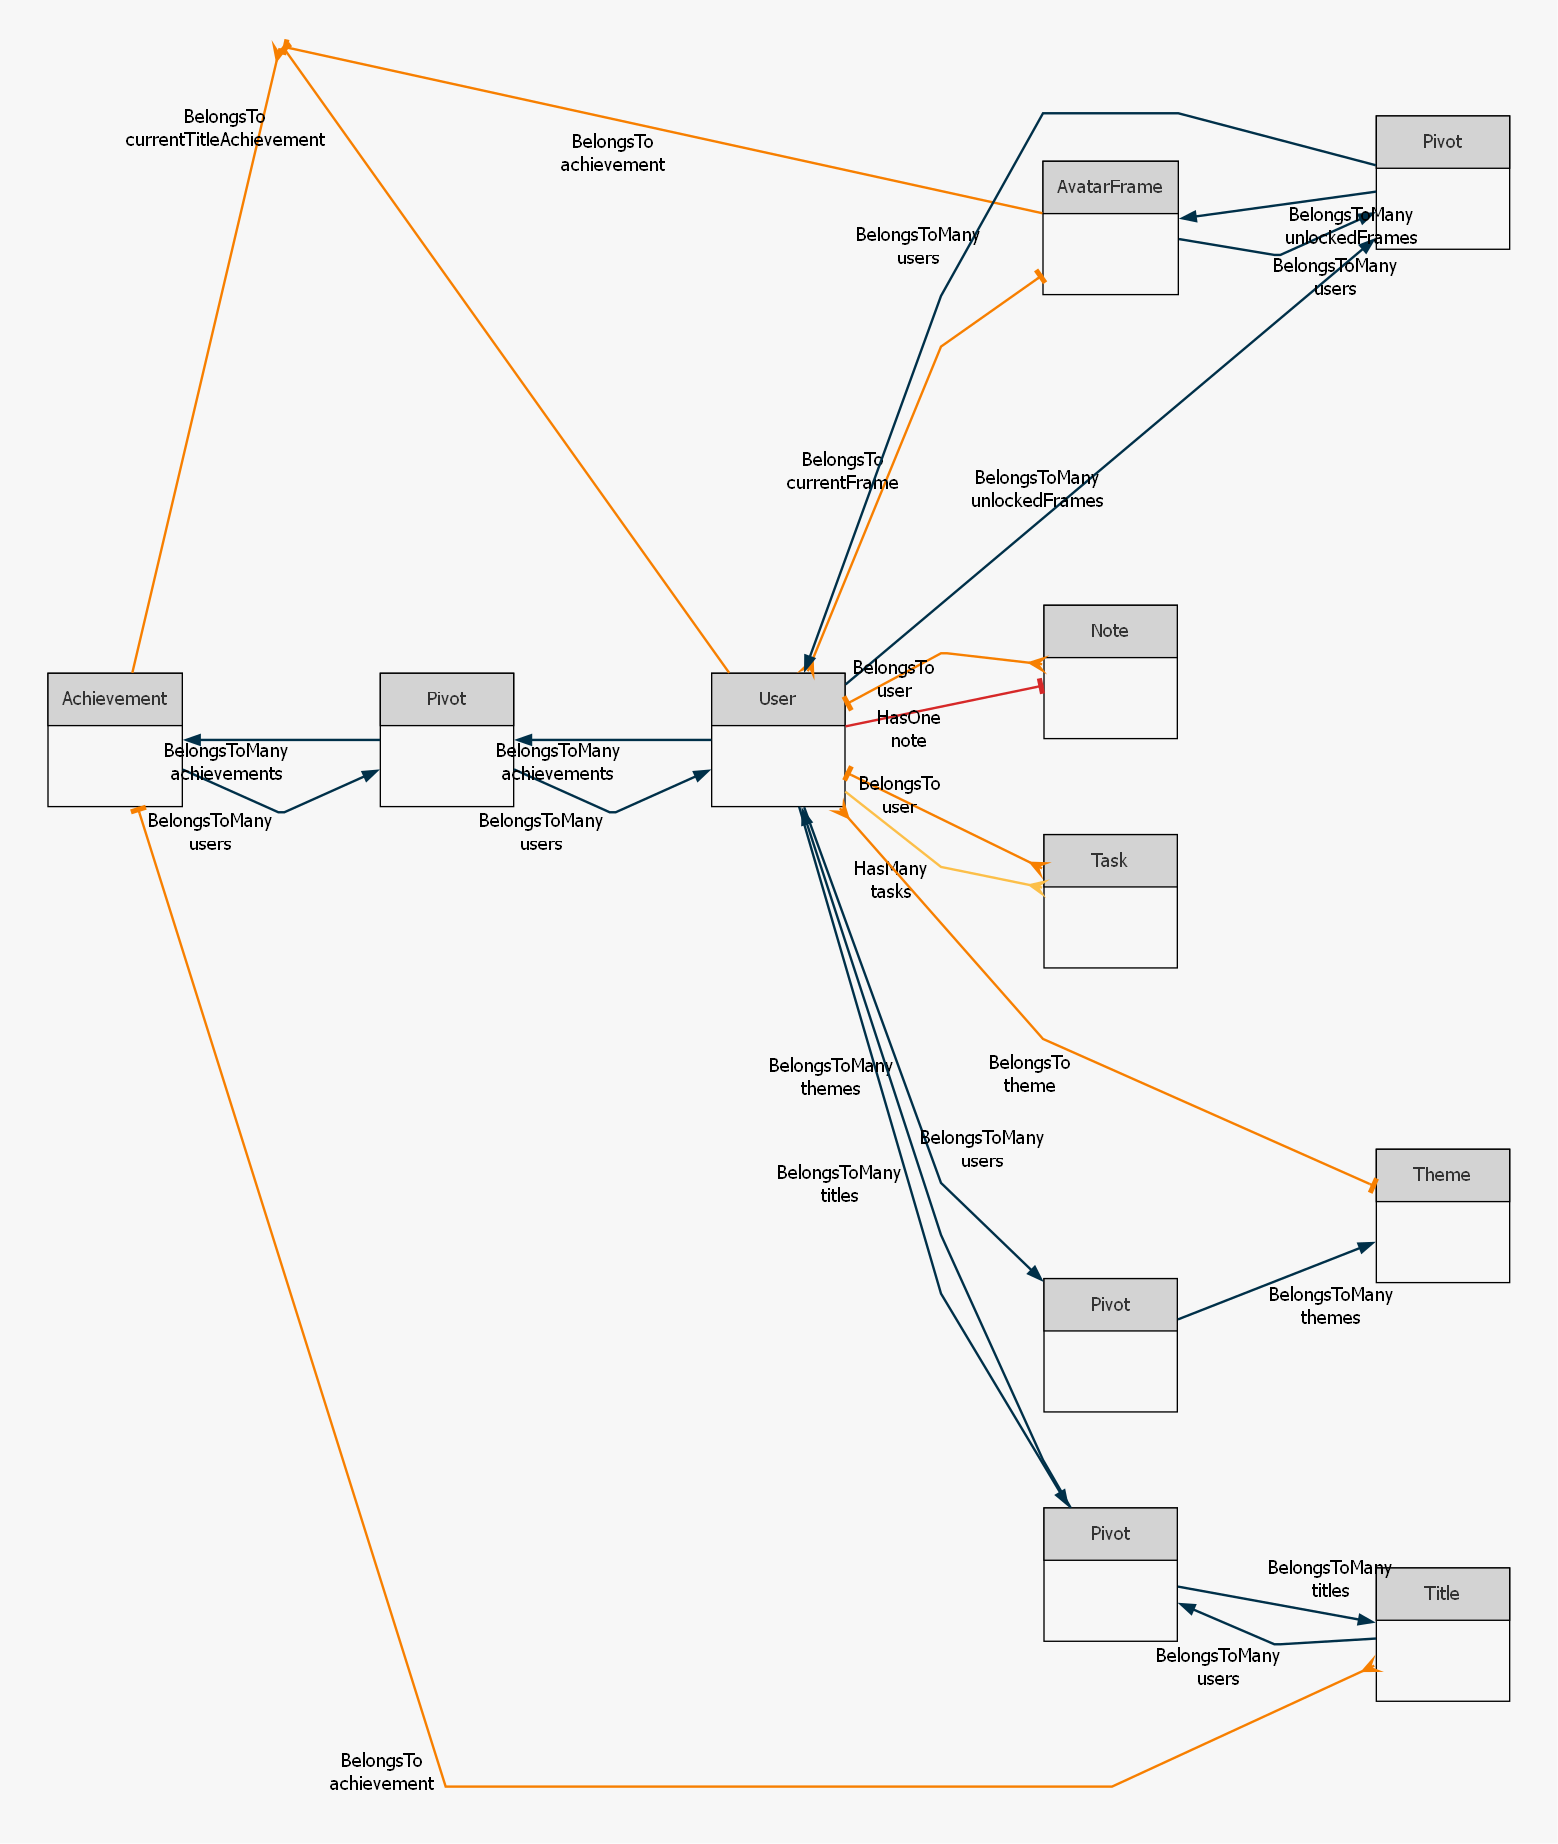 BelongsTo
currentTitleAchievement
BelongsTo
achievement
Pivot
AvatarFrame
BelongsToMany
unlockedFrames
BelongsToMany
users
BelongsToMany
users
BelongsTo
currentFrame
BelongsToMany
unlockedFrames
Note
BelongsTo
user
HasOne
note
Achievement
Pivot
User
BelongsToMany
achievements
BelongsToMany
achievements
BelongsToMany
users
BelongsToMany
users
BelongsTo
user
Task
HasMany
tasks
BelongsToMany
themes
BelongsTo
theme
BelongsToMany
users
BelongsToMany
titles
Theme
Pivot
BelongsToMany
themes
Pivot
BelongsToMany
titles
Title
BelongsToMany
users
BelongsTo
achievement